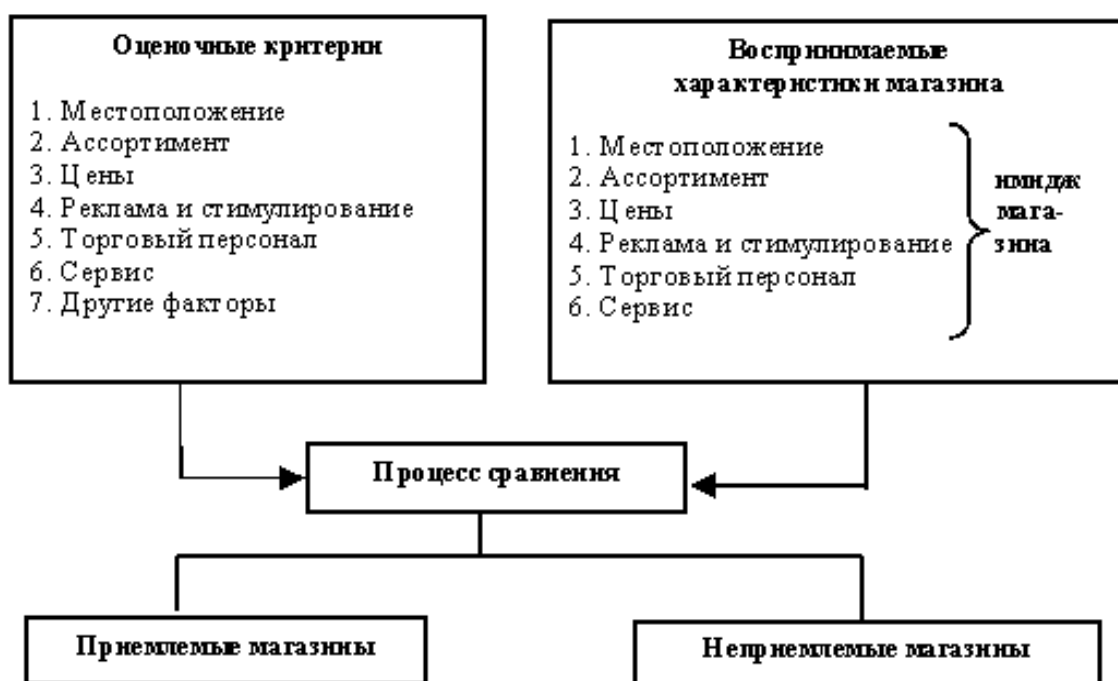 Оценочные критерии
1. Местоположение
2. Ассортимент
3. Цены
4. Реклама и стимулирование
5. Торговый персонал
6. Сервис
7. Другие факторы
Воспринимаемые
характеристики магазина
1. Местоположение
2. Ассортимент
3. Цены
4. Реклама и стимулирование
5. Торговый персонал
6. Сервис
имидж
мага-
зина
Процесс сравнения
Приемлемые магазины
Неприемлемые магазины